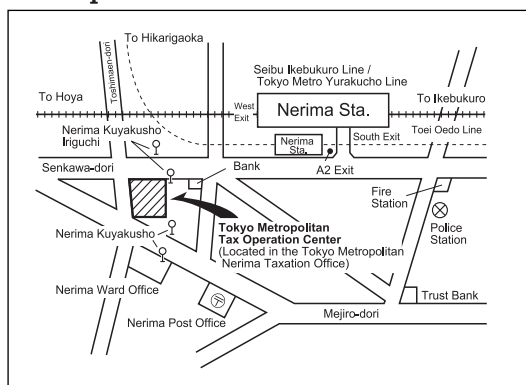 To Hikarigaoka
Toshimaen-dori
Seibu Ikebukuro Line /
Tokyo Metro Yurakucho Line
To Hoya
West
Exit
Nerima Sta.
To Ikebukuro
Nerima Kuyakusho
Iriguchi
Nerima
Sta.
South Exit
Toei Oedo Line
Senkawa-dori
Bank
A2 Exit
Fire
Station
Tokyo Metropolitan
Tax Operation Center
(Located in the Tokyo Metropolitan
Nerima Taxation Office)
Police
Station
Nerima Kuyakusho
Nerima Ward Office
〒
Nerima Post Office
Trust Bank
Mejiro-dori